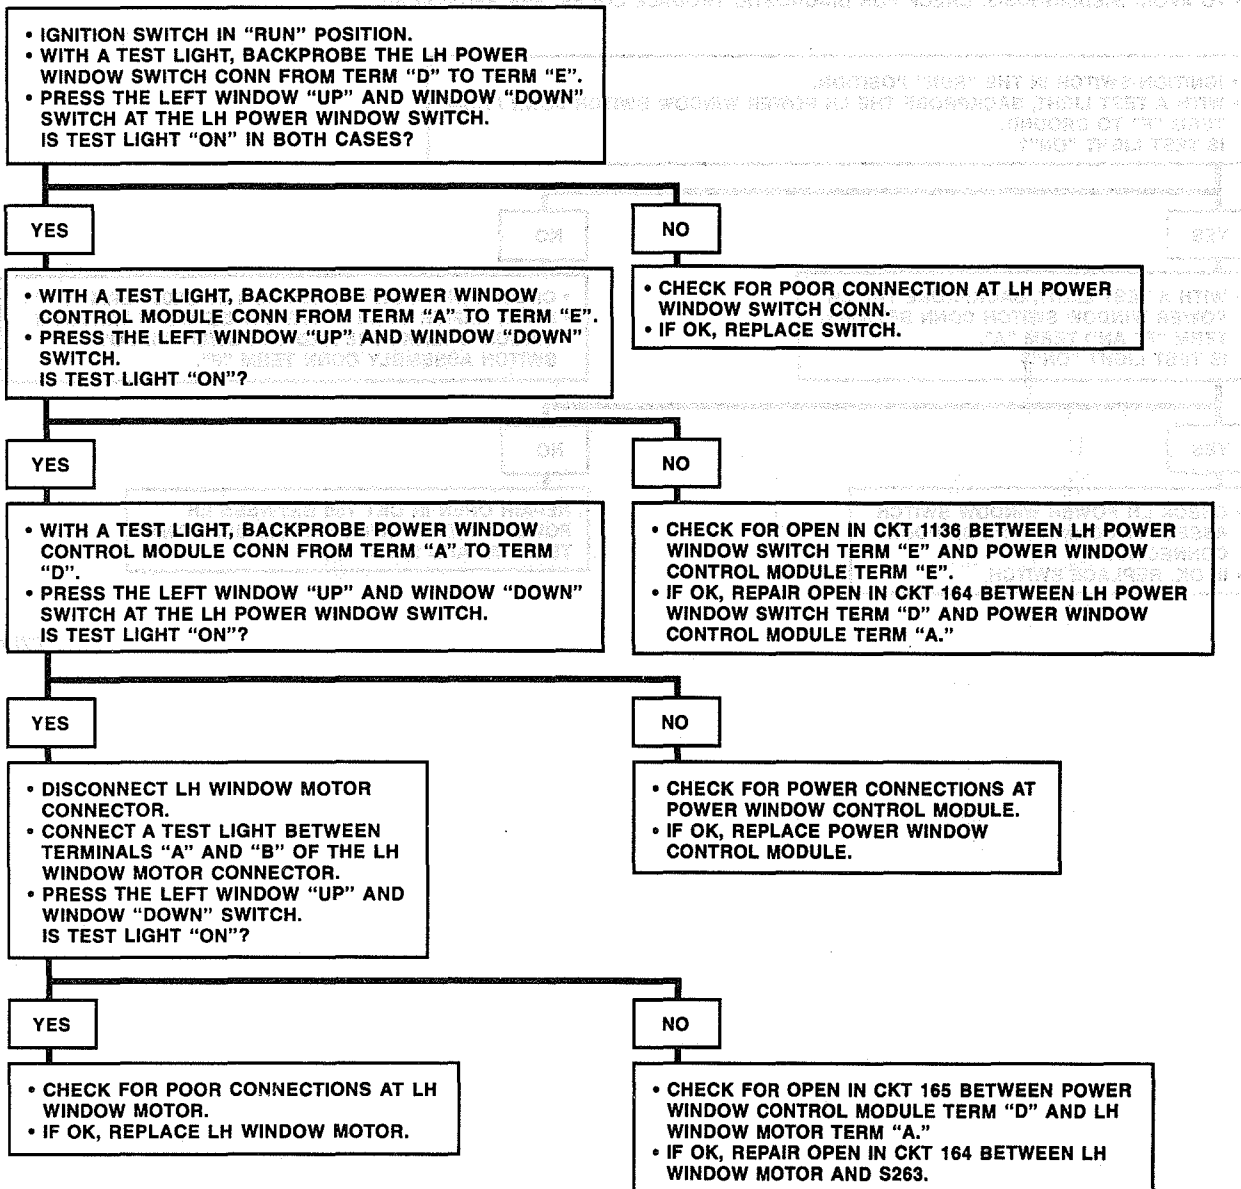 • IGNITION SWITCH IN "RUN" POSITION.
• WITH A TEST LIGHT, BACKPROBE THE LH POWER
WINDOW SWITCH CONN FROM TERM "D" TO TERM "E".
• PRESS THE LEFT WINDOW "UP" AND WINDOW "DOWN"
SWITCH AT THE LH POWER WINDOW SWITCH.
IS TEST LIGHT "ON" IN BOTH CASES?
YES
NO
• WITH A TEST LIGHT, BACKPROBE POWER WINDOW
CONTROL MODULE CONN FROM TERM "A" TO TERM "E".
• PRESS THE LEFT WINDOW "UP" AND WINDOW "DOWN"
SWITCH.
IS TEST LIGHT "ON"?
• CHECK FOR POOR CONNECTION AT LH POWER
WINDOW SWITCH CONN.
• IF OK, REPLACE SWITCH.
YES
NO
• WITH A TEST LIGHT, BACKPROBE POWER WINDOW
CONTROL MODULE CONN FROM TERM "A" TO TERM
"D".
• PRESS THE LEFT WINDOW "UP" AND WINDOW "DOWN"
SWITCH AT THE LH POWER WINDOW SWITCH.
IS TEST LIGHT "ON"?
• CHECK FOR OPEN IN CKT 1136 BETWEEN LH POWER
WINDOW SWITCH TERM "E" AND POWER WINDOW
CONTROL MODULE TERM "E".
• IF OK, REPAIR OPEN IN CKT 164 BETWEEN LH POWER
WINDOW SWITCH TERM "D" AND POWER WINDOW
CONTROL MODULE TERM "A."
YES
NO
• DISCONNECT LH WINDOW MOTOR
CONNECTOR.
• CONNECT A TEST LIGHT BETWEEN
TERMINALS "A" AND "B" OF THE LH
WINDOW MOTOR CONNECTOR.
• PRESS THE LEFT WINDOW "UP" AND
WINDOW "DOWN" SWITCH.
IS TEST LIGHT "ON"?
• CHECK FOR POWER CONNECTIONS AT
POWER WINDOW CONTROL MODULE.
• IF OK, REPLACE POWER WINDOW
CONTROL MODULE.
YES
NO
• CHECK FOR POOR CONNECTIONS AT LH
WINDOW MOTOR.
• IF OK, REPLACE LH WINDOW MOTOR.
• CHECK FOR OPEN IN CKT 165 BETWEEN POWER
WINDOW CONTROL MODULE TERM "D" AND LH
WINDOW MOTOR TERM "A."
• IF OK, REPAIR OPEN IN CKT 164 BETWEEN LH
WINDOW MOTOR AND S263.